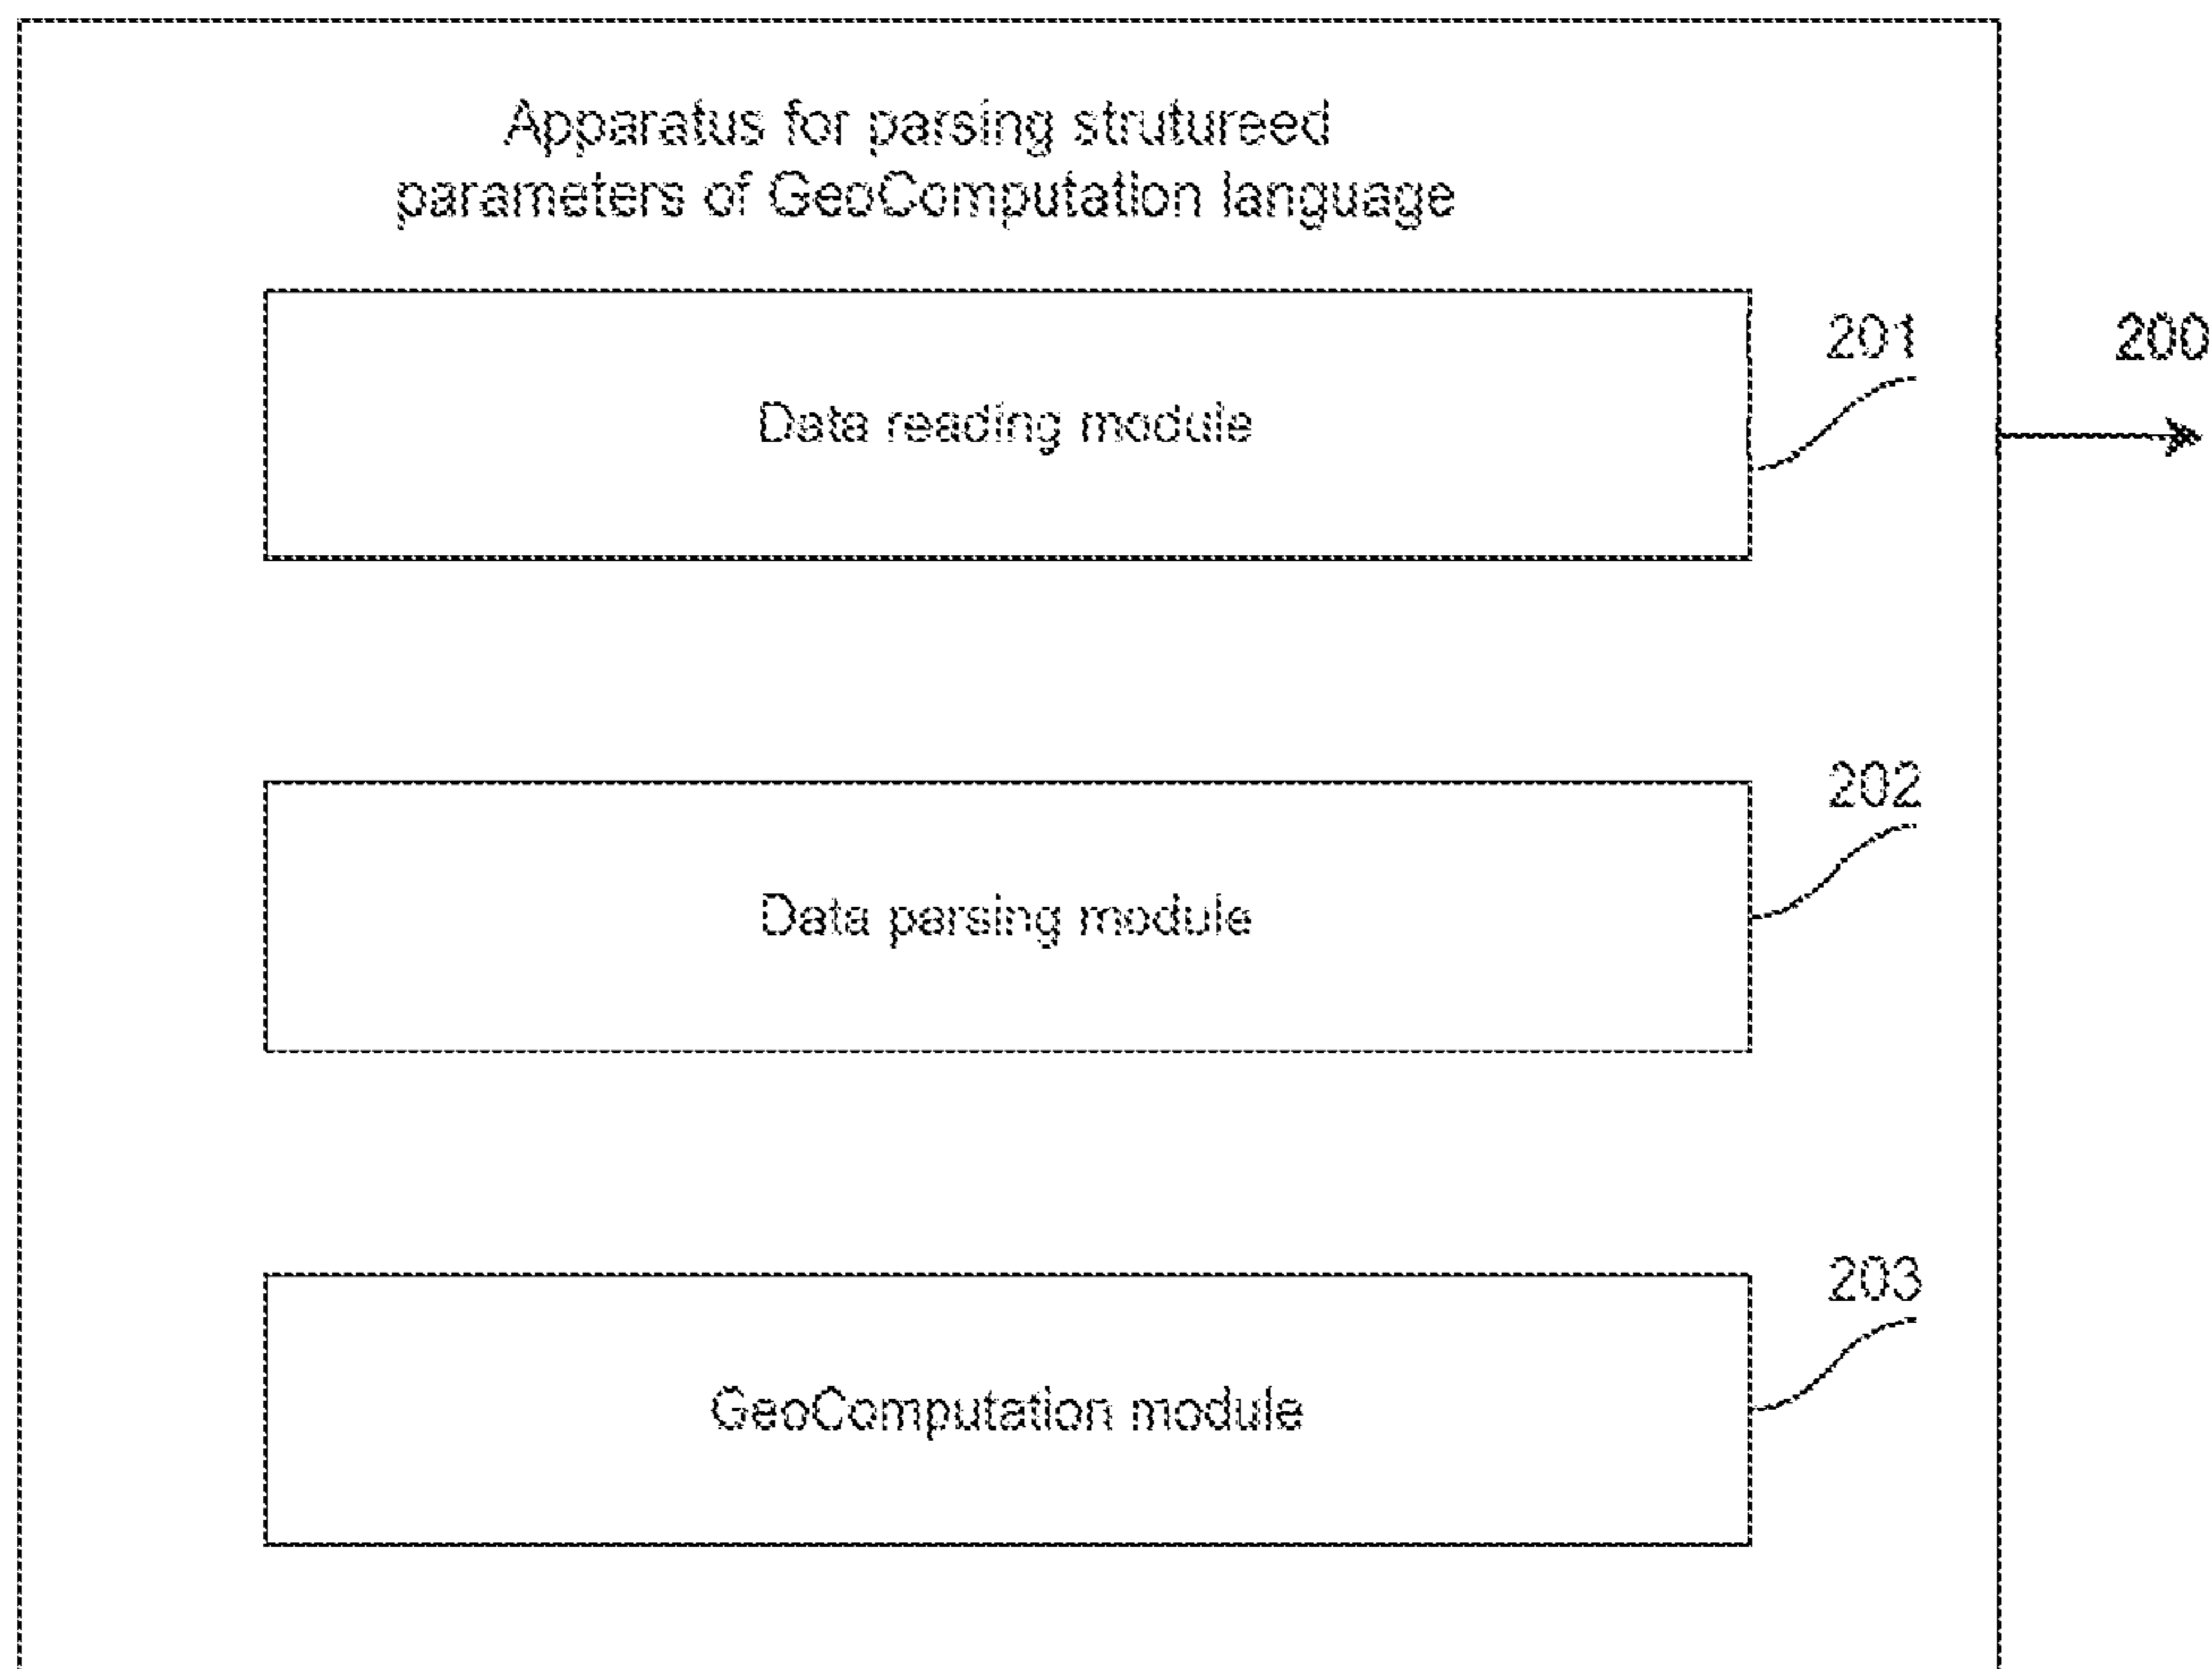 Apparatus for parsing strutureed
parameters of GeoComputation language
201
200
Data reading module
202
Data parsing module
203
GeoComputation module